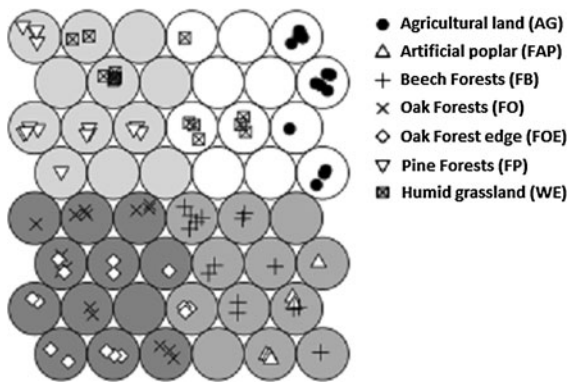 Agricultural land (AG)
Artificial poplar (FAP)
Beech Forests (FB)
Oak Forests (FO)
Oak Forest edge (FOE)
Pine Forests (FP)
Humid grassland (WE)